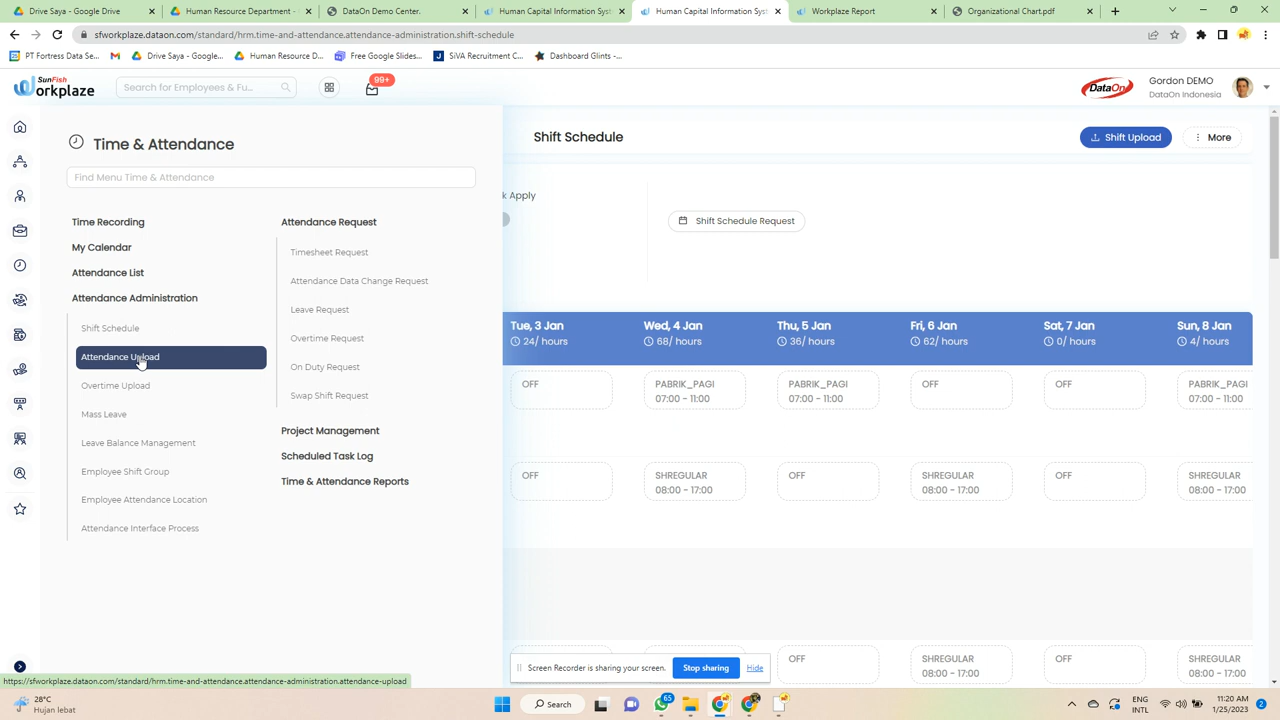 Drive Saya - Google...
Human Resource Department -
DataOn Demo Center.
Human Capital Information Syst
Human Capital Information Syst
Workplaze Report
Organizational Chart.pdf
sfworkplaze.dataon.com/standard/hrm.time-and-attendance.attendance-administration.shift-schedule
PT Fortress Data Se...
Drive Saya - Google...
Human Resource D...
Free Google Slides...
SiVA Recruitment C...
Dashboard Glints -...
SunFish
Workplaze
Search for Employees & Fu...
99+
DataOn
Gordon DEMO
DataOn Indonesia
Time & Attendance
Find Menu Time & Attendance
Time Recording
My Calendar
Attendance List
Attendance Administration
Shift Schedule
Attendance Upload
Overtime Upload
Mass Leave
Leave Balance Management
Employee Shift Group
Employee Attendance Location
Attendance Interface Process
Attendance Request
Timesheet Request
Attendance Data Change Request
Leave Request
Overtime Request
On Duty Request
Swap Shift Request
Project Management
Scheduled Task Log
Time & Attendance Reports
Shift Schedule
Shift Upload
More
k Apply
Shift Schedule Request
Tue, 3 Jan
24/ hours
Wed, 4 Jan
68/ hours
Thu, 5 Jan
36/ hours
Fri, 6 Jan
62/ hours
Sat, 7 Jan
0/ hours
Sun, 8 Jan
4/ hours
OFF
PABRIK_PAGI
07:00 - 11:00
PABRIK_PAGI
07:00 - 11:00
OFF
OFF
PABRIK_PAGI
07:00 - 11:00
OFF
SHREGULAR
08:00 - 17:00
OFF
SHREGULAR
08:00 - 17:00
OFF
SHREGULAR
08:00 - 17:00
OFF
SHREGULAR
08:00 - 17:00
OFF
SHREGULAR
08:00 - 17:00
Screen Recorder is sharing your screen.
Stop sharing
Hide
https://sfworkplaze.dataon.com/standard/hrm.time-and-attendance.attendance-administration.attendance-upload
28°C
Hujan lebat
Search
65
ENG
INTL
11:20 AM
1/25/2023
2